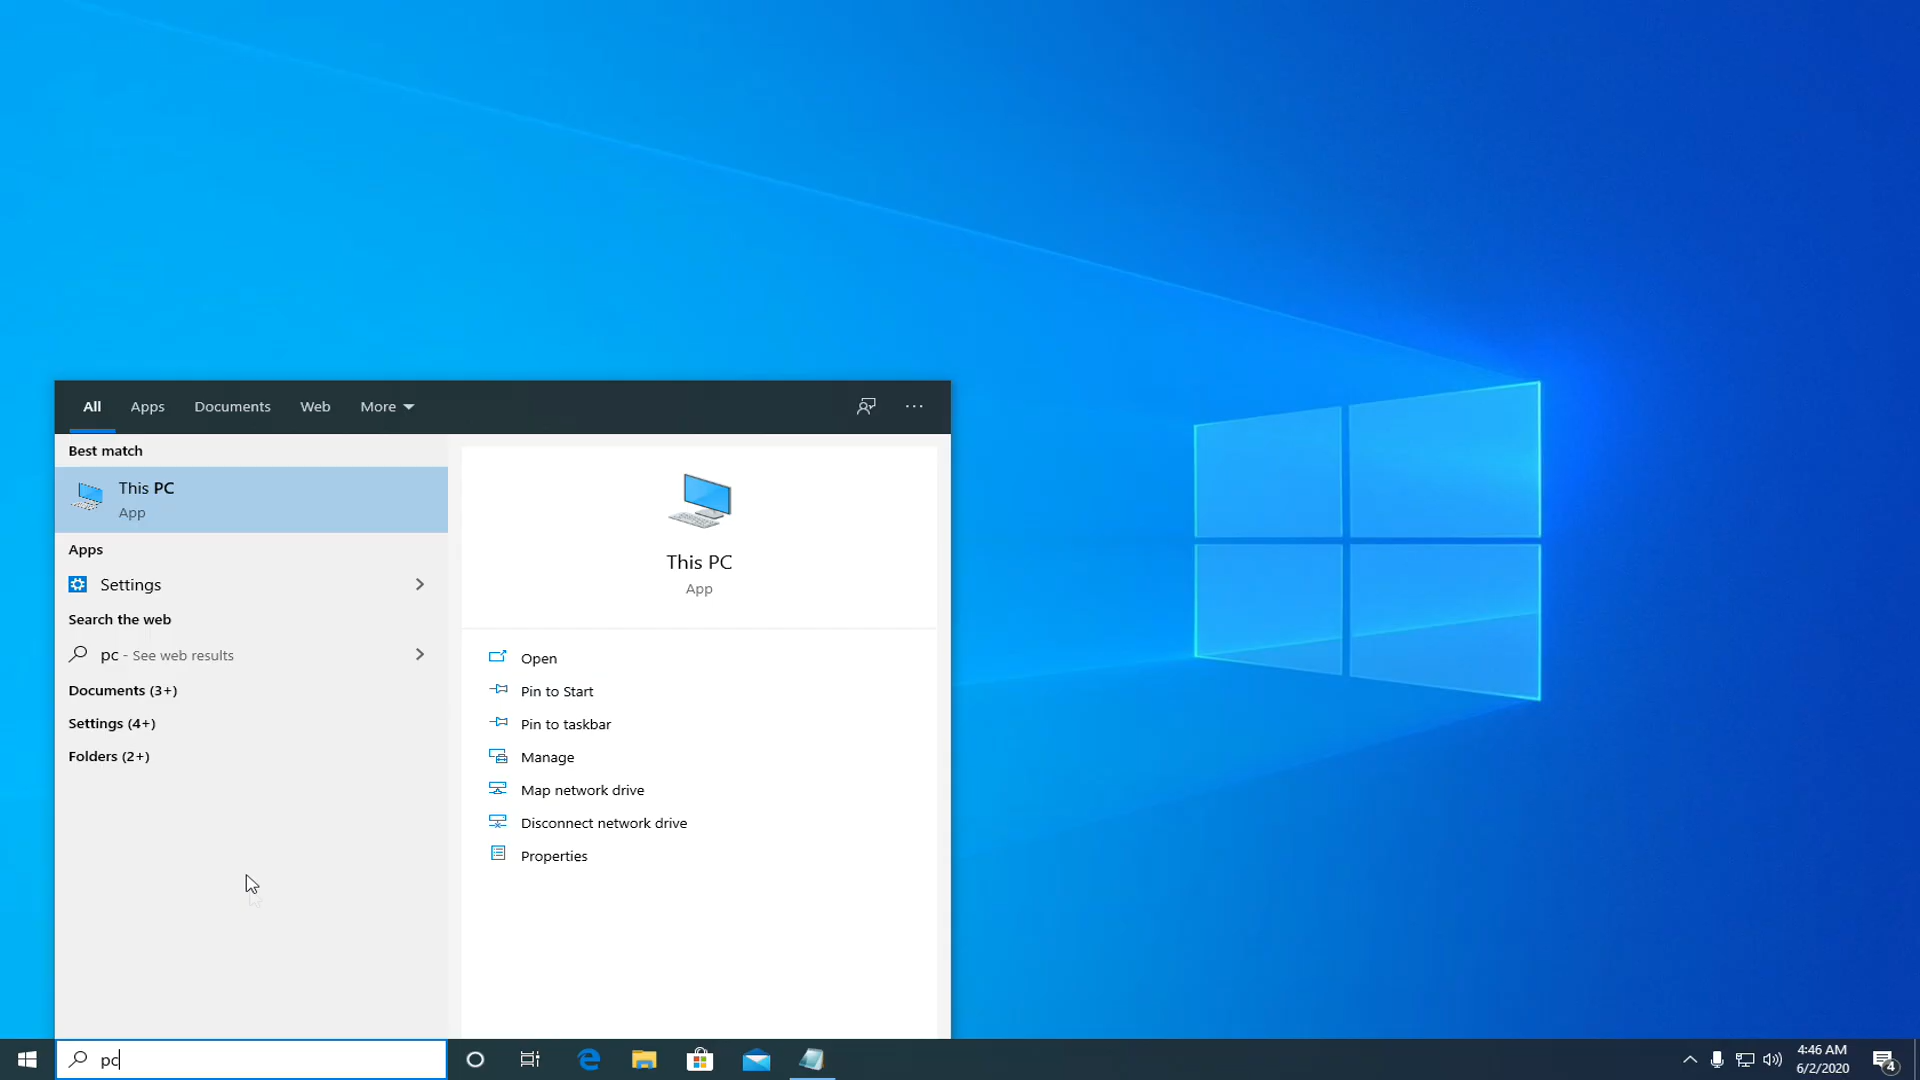 All Apps Documents Web More
Best match
This PC
App
Apps
Settings
Search the web
pc - See web results
Documents (3+)
Settings (4+)
Folders (2+)
This PC
App
Open
Pin to Start
Pin to taskbar
Manage
Map network drive
Disconnect network drive
Properties
pc
4:46 AM
6/2/2020
4